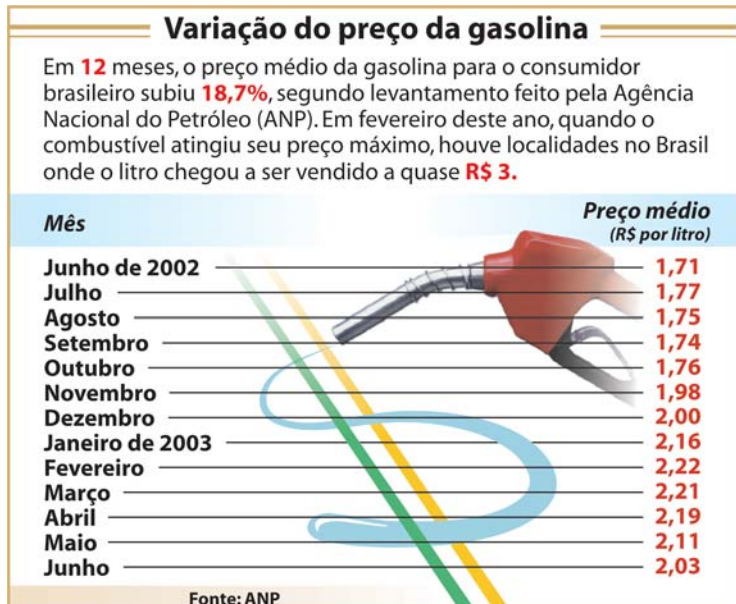 Variação do preço da gasolina
Em 12 meses, o preço médio da gasolina para o consumidor
brasileiro subiu 18,7%, segundo levantamento feito pela Agência
Nacional do Petróleo (ANP). Em fevereiro deste ano, quando o
combustível atingiu seu preço máximo, houve localidades no Brasil
onde o litro chegou a ser vendido a quase R$ 3.
Mês Preço médio
(R$ por litro)
Junho de 2002 1,71
Julho 1,77
Agosto 1,75
Setembro 1,74
Outubro 1,76
Novembro 1,98
Dezembro 2,00
Janeiro de 2003 2,16
Fevereiro 2,22
Março 2,21
Abril 2,19
Maio 2,11
Junho 2,03
Fonte: ANP